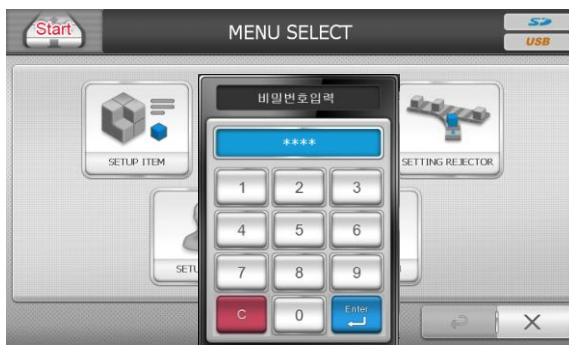 Start
MENU SELECT
SD
USB
비밀번호입력
****
SETUP ITEM
SETTING REJECTOR
1 2 3
4 5 6
7 8 9
C 0 Enter